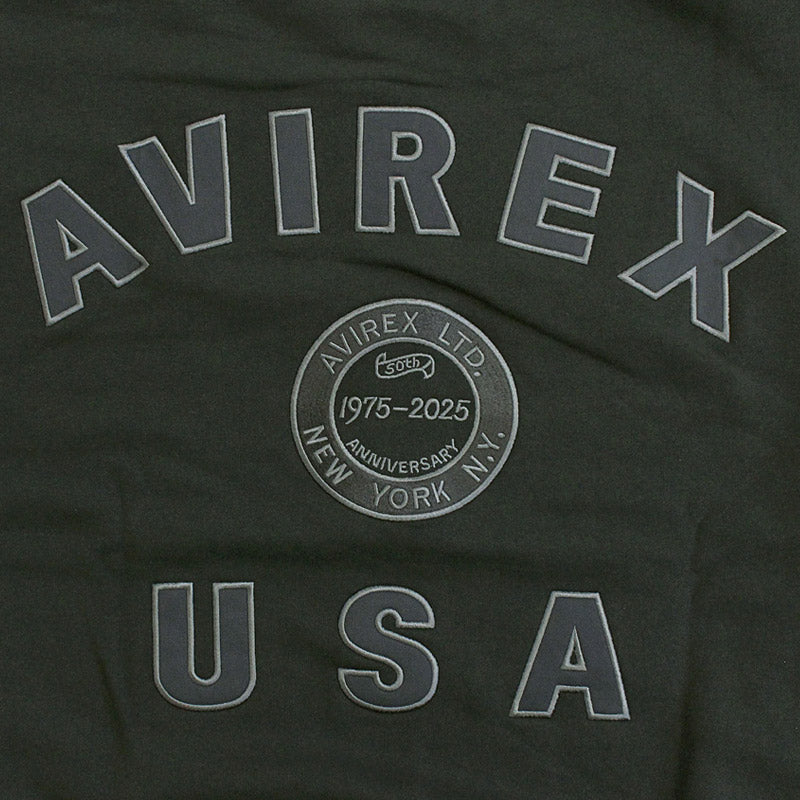 AVIREX
AVIREX LTD.
50th
1975-2025
ANNIVERSARY
NEW YORK N.Y.
USA